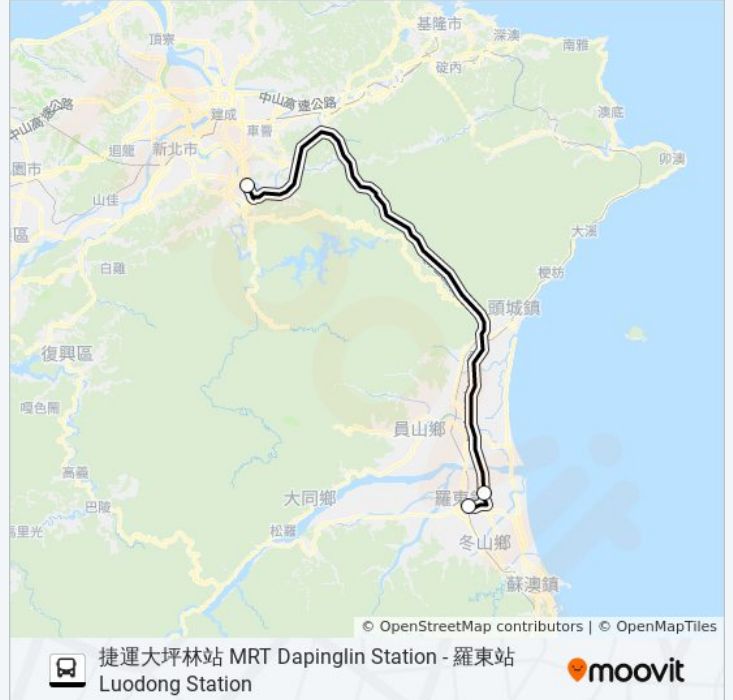 基隆市
頂寮
深澳
南雅
碇內
中山高速公路
中山高速公路
建成
澳底
車層
迴龍
新北市
卯澳
園市
山佳
區
大溪
白雞
梗枋
頭城鎮
復興區
嘎色鬧
員山鄉
高義
大同鄉
羅東
巴陵
松羅
馬里光
冬山鄉
蘇澳鎮
© OpenStreetMap contributors | © OpenMapTiles
捷運大坪林站 MRT Dapinglin Station - 羅東站
Luodong Station
moovit